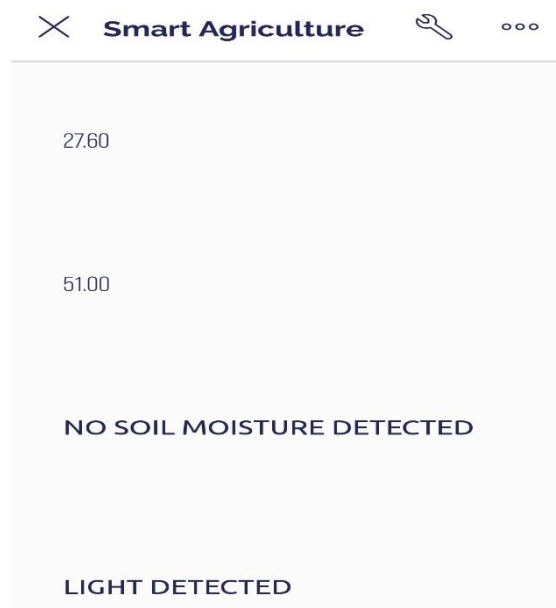 Smart Agriculture
27.60
51.00
NO SOIL MOISTURE DETECTED
LIGHT DETECTED